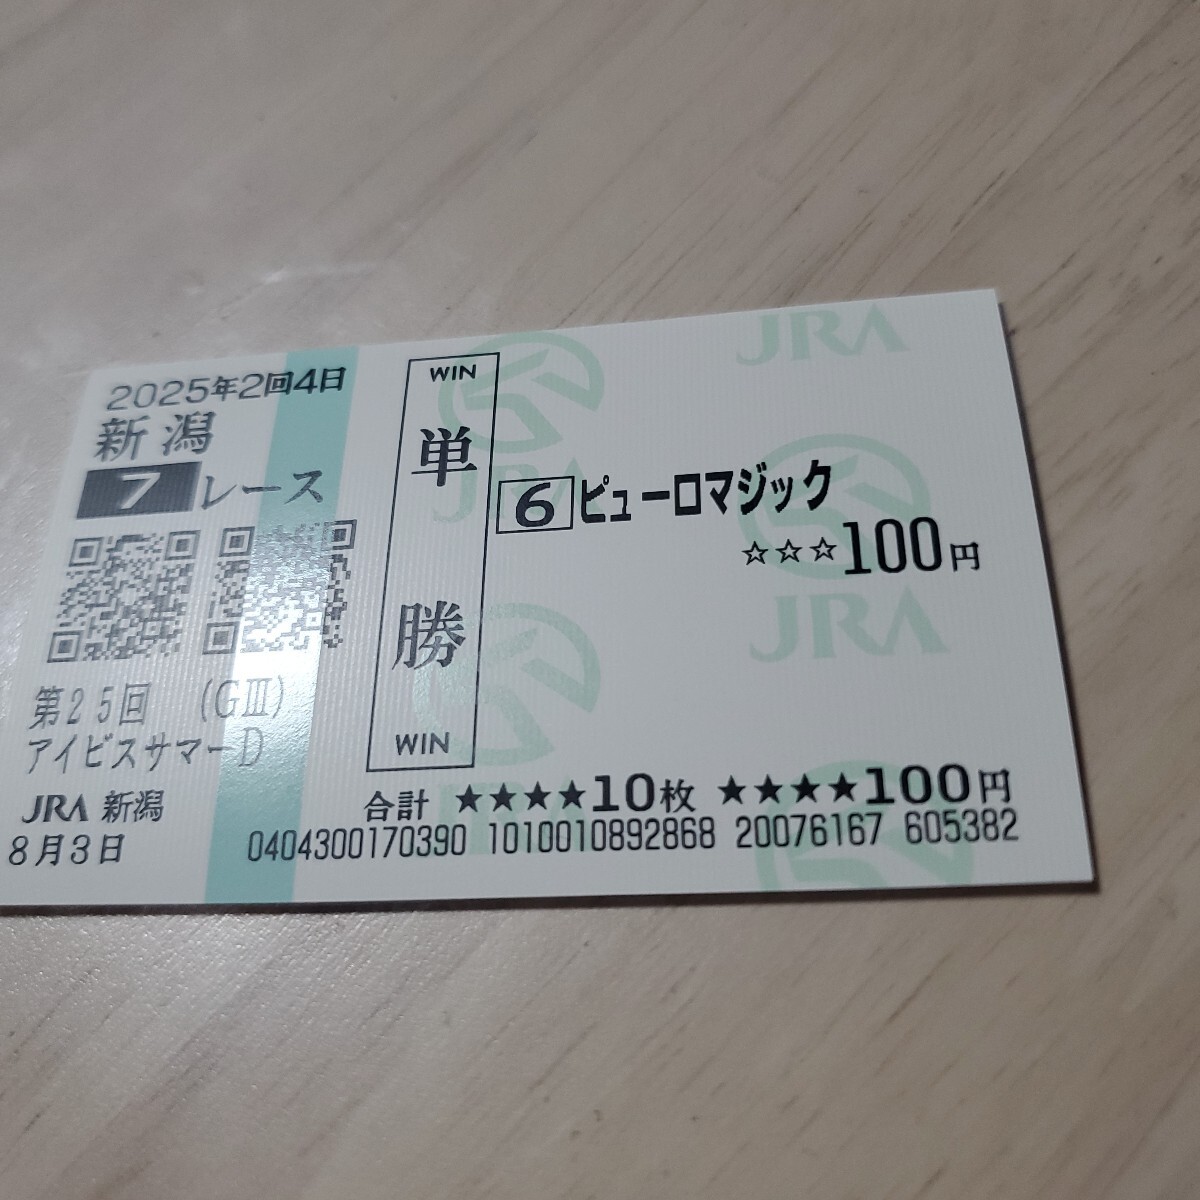 2025年2回4日
新潟
7レース
第25回 (GⅢ)
アイビスサマーD
JRA 新潟
8月3日
WIN
単勝
WIN
6 ピューロマジック
☆☆☆100円
合計 ★★★★10枚 ★★★★100円
0404300170390 1010010892868 20076167 605382
JRA
JRA
JRA